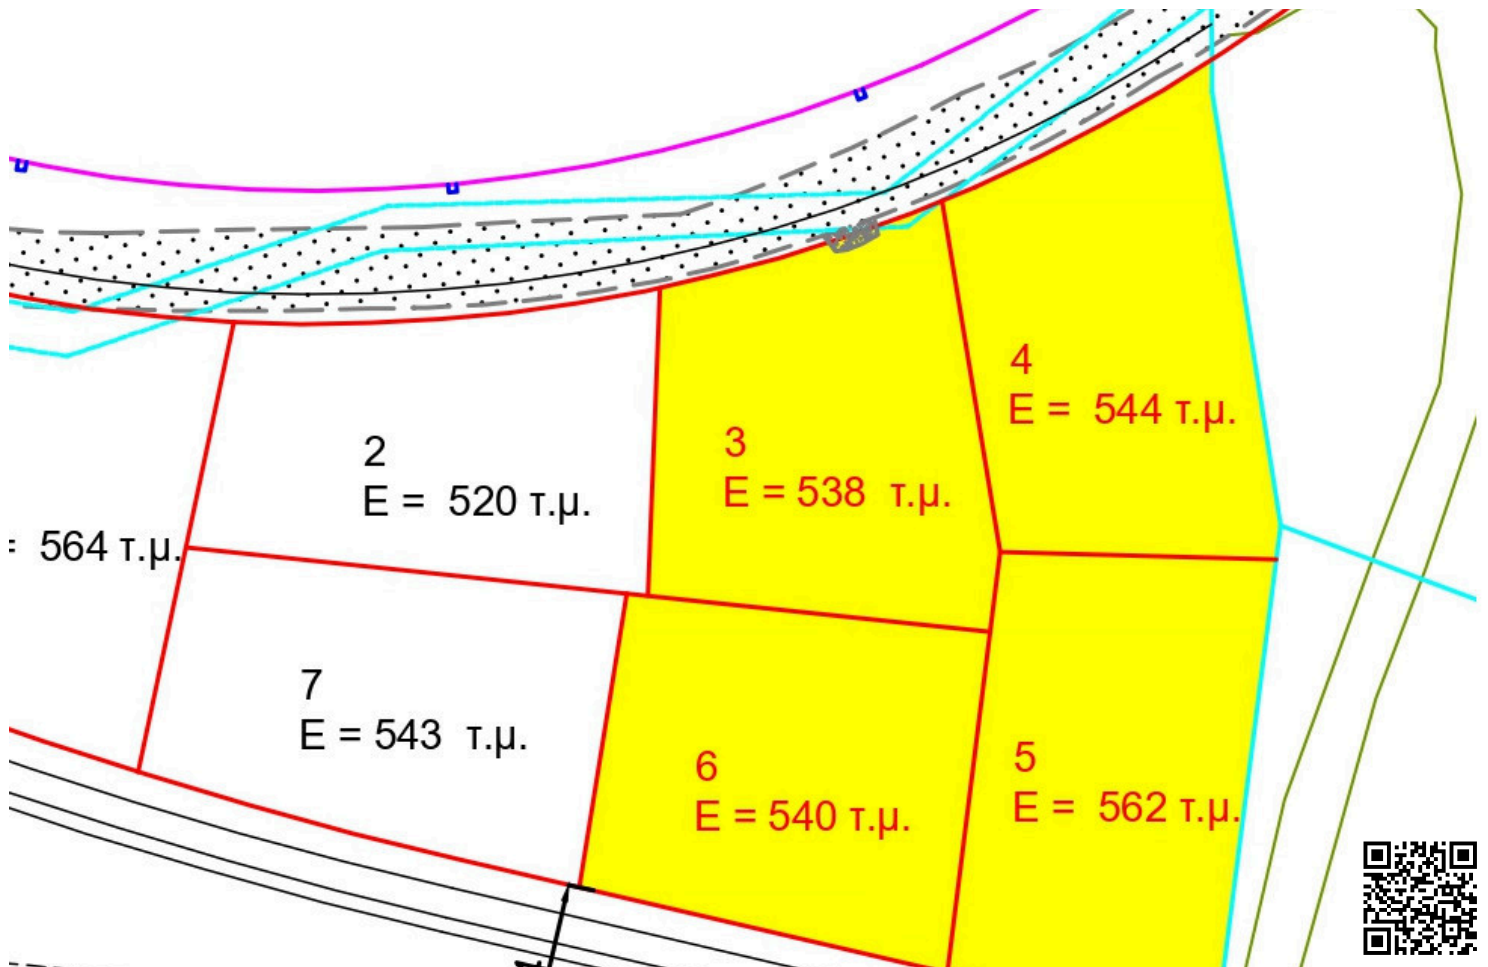 4
E = 544 τ.μ.
3
E = 538 τ.μ.
2
E = 520 τ.μ.
= 564 τ.μ.
7
E = 543 τ.μ.
6
E = 540 τ.μ.
5
E = 562 τ.μ.